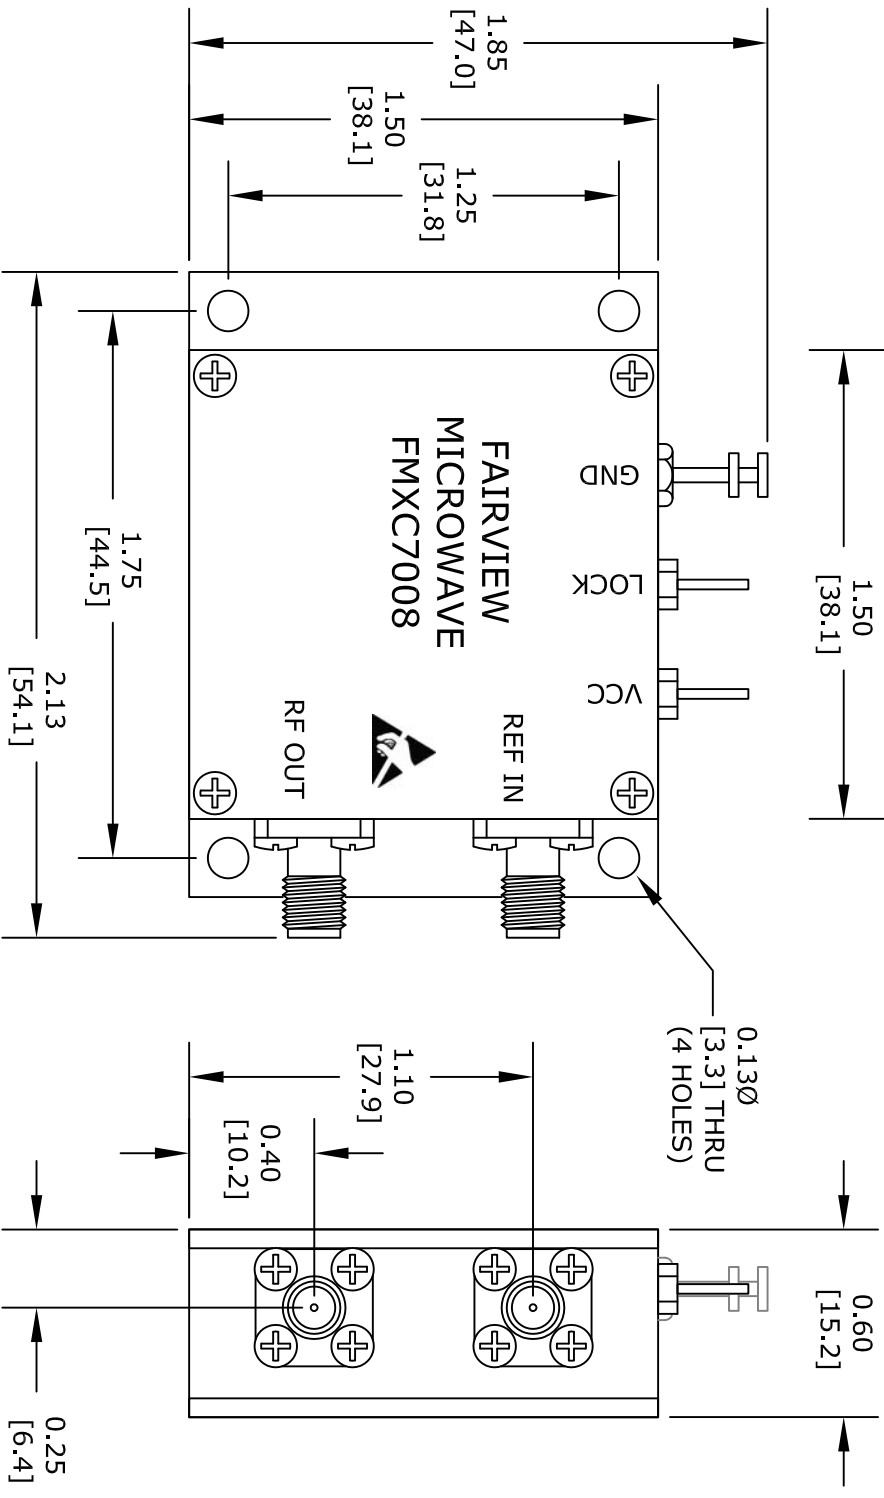 1.85
[47.0]
1.50
[38.1]
1.25
[31.8]
1.50
[38.1]
GND
LOCK
VCC
FAIRVIEW
MICROWAVE
FMXC7008
REF IN
RF OUT
1.75
[44.5]
2.13
[54.1]
0.13Ø
[3.3] THRU
(4 HOLES)
1.10
[27.9]
0.40
[10.2]
0.60
[15.2]
0.25
[6.4]